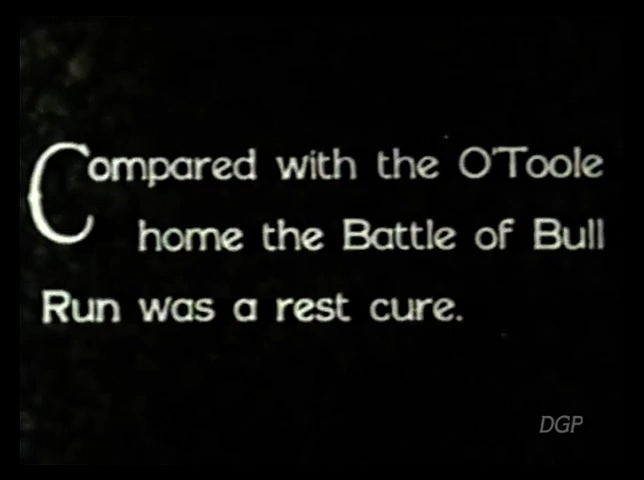 Compared with the O'Toole
home the Battle of Bull
Run was a rest cure.
DGP